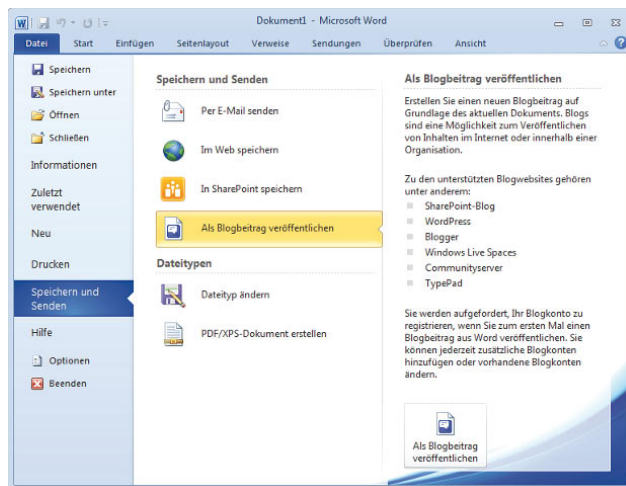 Dokument1 - Microsoft Word
Datei Start Einfügen Seitenlayout Verweise Sendungen Überprüfen Ansicht
Speichern
Speichern unter
Öffnen
Schließen
Informationen
Zuletzt
verwendet
Neu
Drucken
Speichern und
Senden
Hilfe
Optionen
Beenden
Speichern und Senden
Per E-Mail senden
Im Web speichern
In SharePoint speichern
Als Blogbeitrag veröffentlichen
Dateitypen
Dateityp ändern
PDF/XPS-Dokument erstellen
Als Blogbeitrag veröffentlichen
Erstellen Sie einen neuen Blogbeitrag auf
Grundlage des aktuellen Dokuments. Blogs
sind eine Möglichkeit zum Veröffentlichen
von Inhalten im Internet oder innerhalb einer
Organisation.
Zu den unterstützten Blogwebsites gehören
unter anderem:
SharePoint-Blog
WordPress
Blogger
Windows Live Spaces
Communityserver
TypePad
Sie werden aufgefordert, Ihr Blogkonto zu
registrieren, wenn Sie zum ersten Mal einen
Blogbeitrag aus Word veröffentlichen. Sie
können jederzeit zusätzliche Blogkonten
hinzufügen oder vorhandene Blogkonten
ändern.
Als Blogbeitrag
veröffentlichen